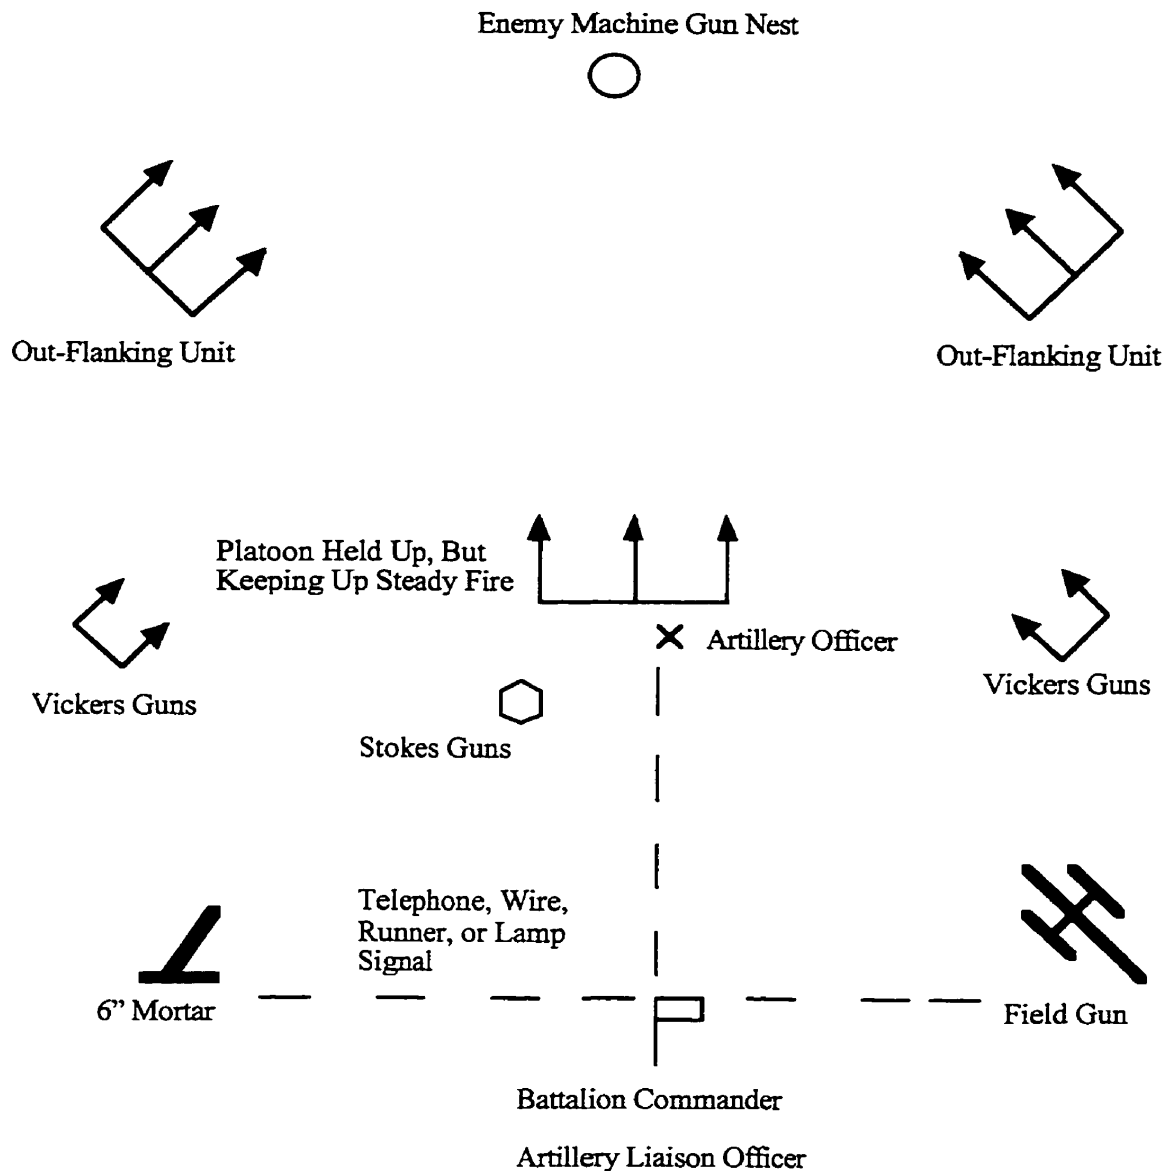 Enemy Machine Gun Nest
Out-Flanking Unit
Out-Flanking Unit
Platoon Held Up, But
Keeping Up Steady Fire
Artillery Officer
Vickers Guns
Vickers Guns
Stokes Guns
Telephone, Wire,
Runner, or Lamp
Signal
6” Mortar
Field Gun
Battalion Commander
Artillery Liaison Officer